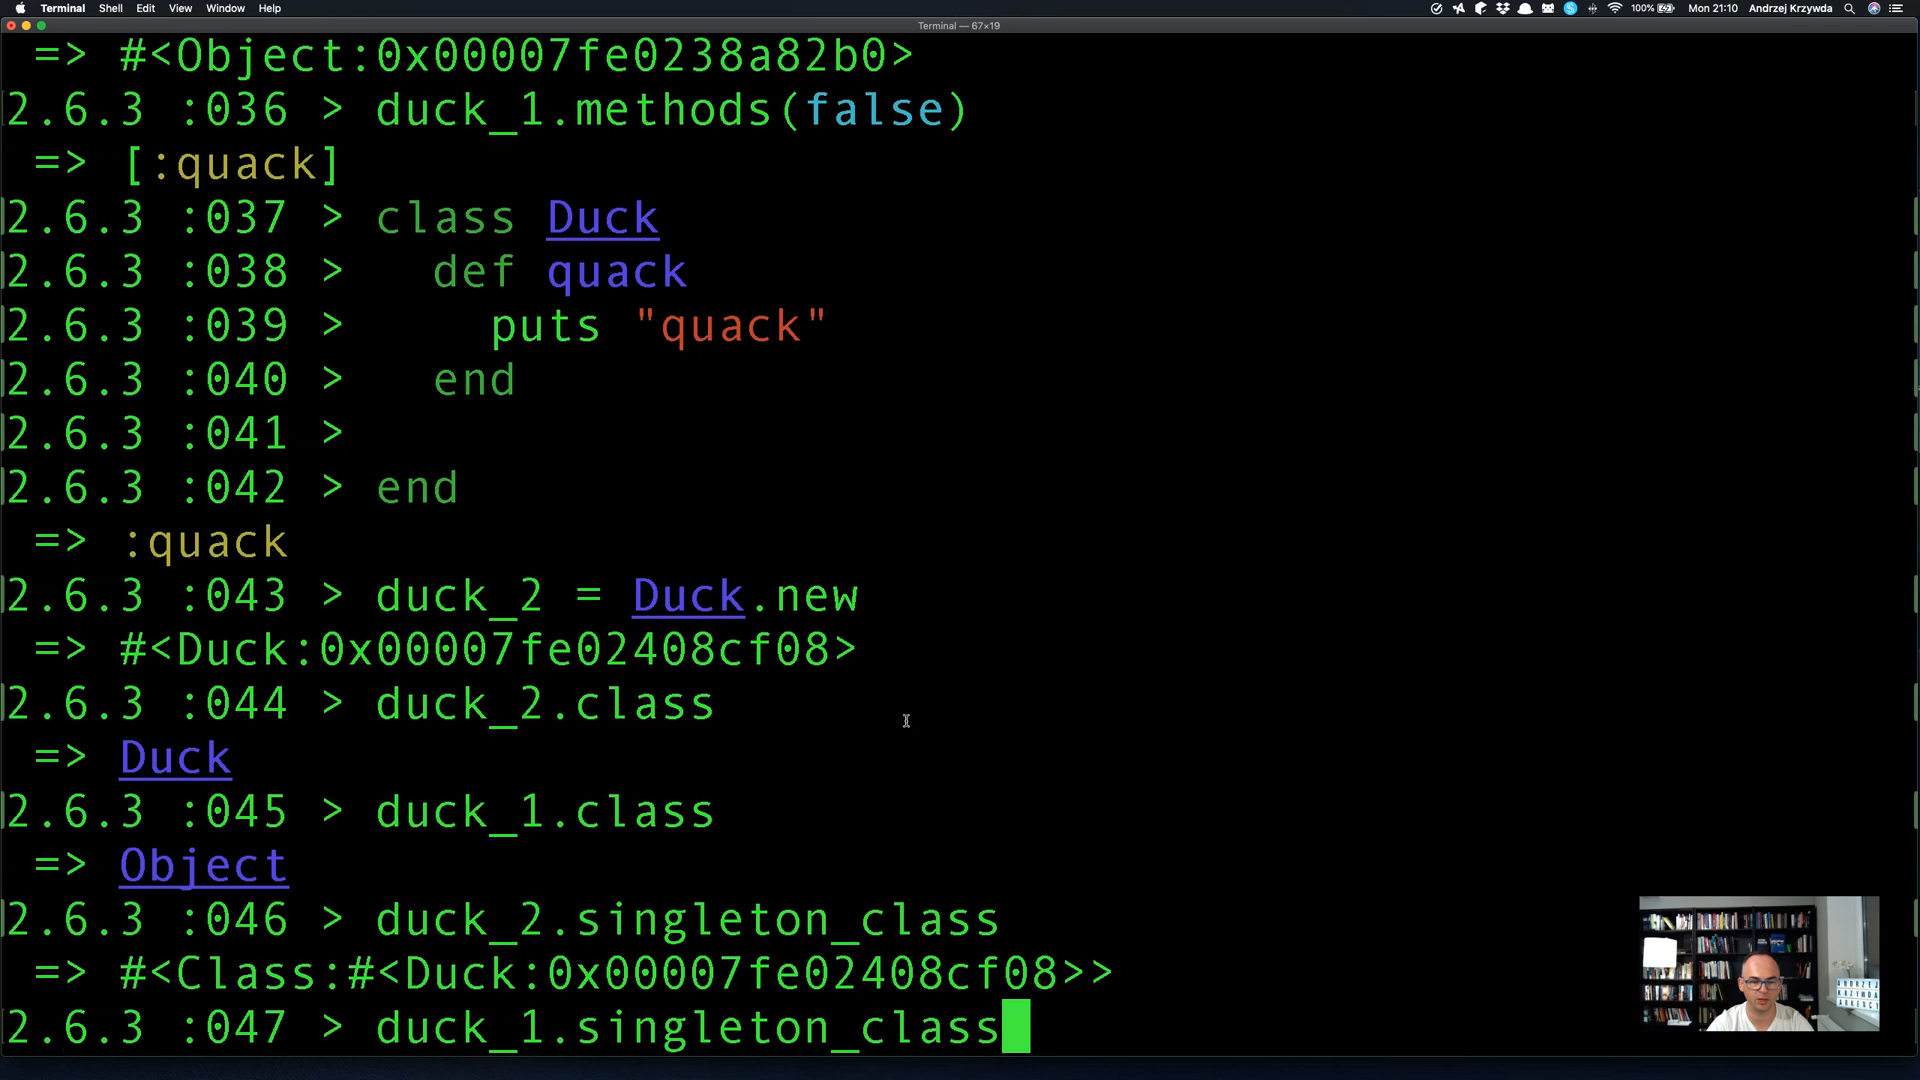 Terminal Shell Edit View Window Help 100% Mon 21:10 Andrzej Krzywda
Terminal — 67×19
=> #<Object:0x00007fe0238a82b0>
2.6.3 :036 > duck_1.methods(false)
=> [:quack]
2.6.3 :037 > class Duck
2.6.3 :038 >   def quack
2.6.3 :039 >     puts "quack"
2.6.3 :040 >   end
2.6.3 :041 >
2.6.3 :042 > end
=> :quack
2.6.3 :043 > duck_2 = Duck.new
=> #<Duck:0x00007fe02408cf08>
2.6.3 :044 > duck_2.class
=> Duck
2.6.3 :045 > duck_1.class
=> Object
2.6.3 :046 > duck_2.singleton_class
=> #<Class:#<Duck:0x00007fe02408cf08>>
2.6.3 :047 > duck_1.singleton_class